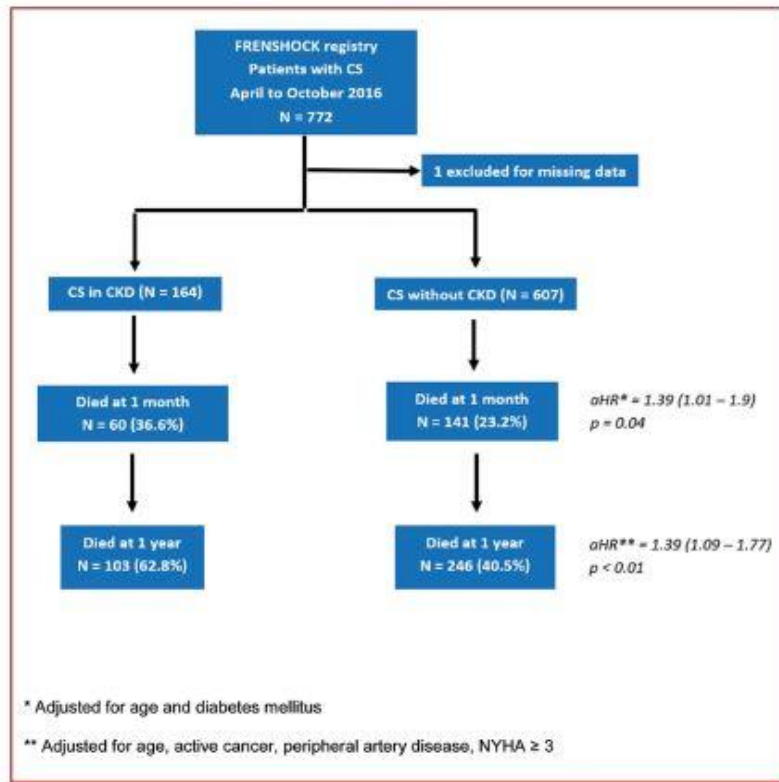 FRENSHOCK registry
Patients with CS
April to October 2016
N = 772
1 excluded for missing data
CS in CKD (N = 164)
CS without CKD (N = 607)
Died at 1 month
N = 60 (36.6%)
Died at 1 month
N = 141 (23.2%)
aHR* = 1.39 (1.01 – 1.9)
p = 0.04
Died at 1 year
N = 103 (62.8%)
Died at 1 year
N = 246 (40.5%)
aHR** = 1.39 (1.09 – 1.77)
p < 0.01
* Adjusted for age and diabetes mellitus
** Adjusted for age, active cancer, peripheral artery disease, NYHA ≥ 3